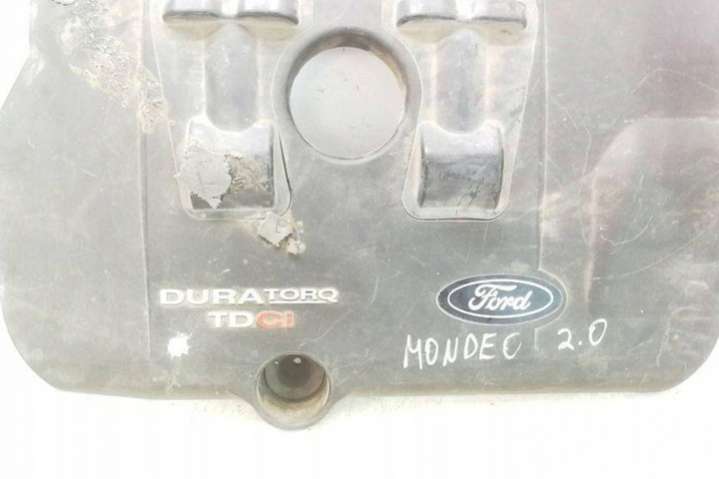 DURATORQ
TDCI
Ford
MONDEO 2.0